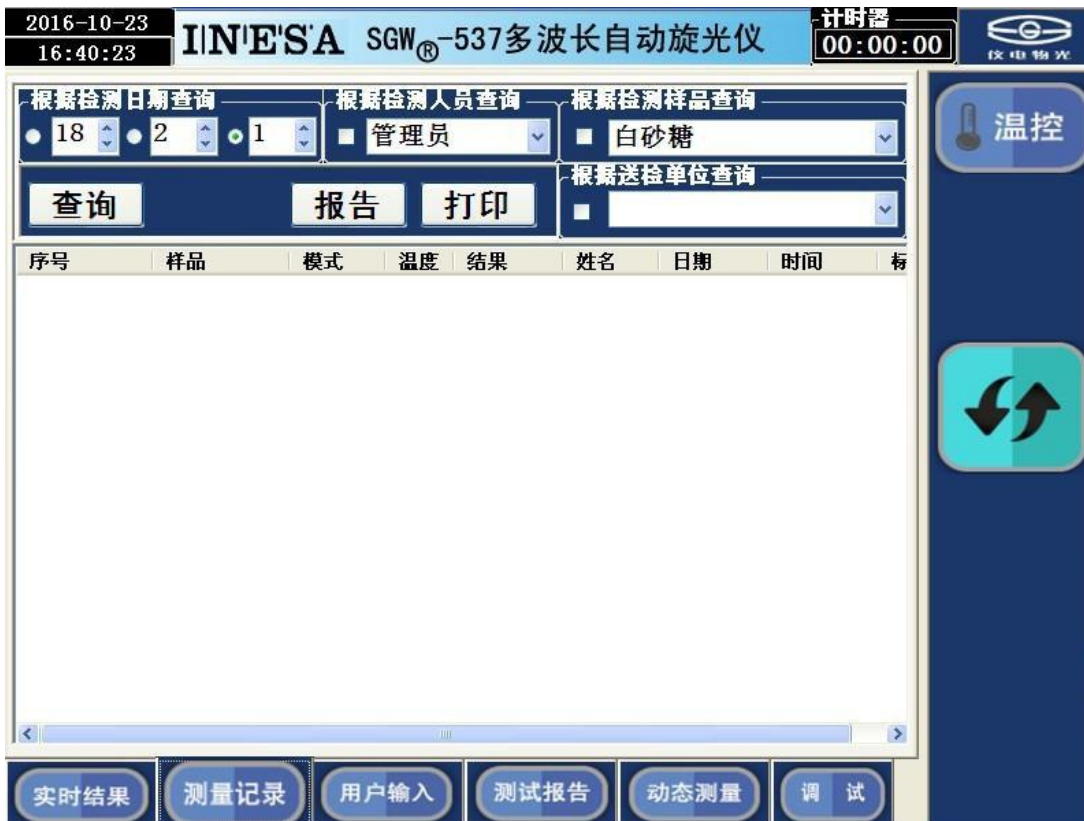 2016-10-23
16:40:23
INESA SGW®-537多波长自动旋光仪
计时器
00:00:00
仪电物光
根据检测日期查询 根据检测人员查询 根据检测样品查询
18 2 1 管理员 白砂糖
温控
根据送检单位查询
查询 报告 打印
序号 样品 模式 温度 结果 姓名 日期 时间
实时结果 测量记录 用户输入 测试报告 动态测量 调 试